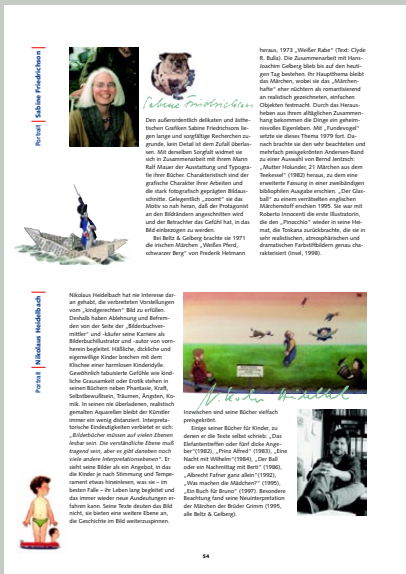 Portrait | Sabine Friedrichson
Sabine Friedrichson
Den außerordentlich delikaten und ästhe-
tischen Grafiken Sabine Friedrichsons lie-
gen lange und sorgfältige Recherchen zu-
grunde, kein Detail ist dem Zufall überlas-
sen. Mit derselben Sorgfalt widmet sie
sich in Zusammenarbeit mit ihrem Mann
Ralf Mauer der Ausstattung und Typogra-
fie ihrer Bücher. Charakteristisch sind der
grafische Charakter ihrer Arbeiten und
die stark fotografisch geprägten Bildaus-
schnitte. Gelegentlich „zoomt“ sie das
Motiv so nah heran, daß der Protagonist
an den Bildrändern angeschnitten wird
und der Betrachter das Gefühl hat, in das
Bild einbezogen zu werden.
Bei Beltz & Gelberg brachte sie 1971
die irischen Märchen „Weißes Pferd,
schwarzer Berg“ von Frederik Hetmann
heraus, 1973 „Weißer Rabe“ (Text: Clyde
R. Bulla). Die Zusammenarbeit mit Hans-
Joachim Gelberg blieb bis auf den heuti-
gen Tag bestehen. Ihr Hauptthema bleibt
das Märchen, wobei sie das „Märchen-
hafte“ eher nüchtern als romantisierend
an realistisch gezeichneten, einfachen
Objekten festmacht. Durch das Heraus-
heben aus ihrem alltäglichen Zusammen-
hang bekommen die Dinge ein geheim-
nisvolles Eigenleben. Mit „Fundevogel“
setzte sie dieses Thema 1979 fort. Da-
nach brachte sie den sehr beachteten und
mehrfach preisgekrönten Andersen-Band
zu einer Auswahl von Bernd Jentzsch:
„Mutter Holunder, 21 Märchen aus dem
Teekessel“ (1982) heraus, zu dem eine
erweiterte Fassung in einer zweibändigen
bibliophilen Ausgabe erschien. „Der Glas-
ball“ zu einem verrätselten englischen
Märchenstoff erschien 1995. Sie war mit
Roberto Innocenti die erste Illustratorin,
die den „Pinocchio“ wieder in seine Hei-
mat, die Toskana zurückbrachte, die sie in
sehr realistischen, atmosphärischen und
dramatischen Farbstiftbildern genau cha-
rakterisiert (Insel, 1998).
Portrait | Nikolaus Heidelbach
Nikolaus Heidelbach hat nie Interesse dar-
an gehabt, die verbreiteten Vorstellungen
vom „kindgerechten“ Bild zu erfüllen.
Deshalb haben Ablehnung und Befrem-
den von der Seite der „Bilderbuchver-
mittler“ und -käufer seine Karriere als
Bilderbuchillustrator und -autor von vorn-
herein begleitet. Häßliche, dickliche und
eigenwillige Kinder brechen mit dem
Klischee einer harmlosen Kinderidylle.
Gewöhnlich tabuisierte Gefühle wie kind-
liche Grausamkeit oder Erotik stehen in
seinen Büchern neben Phantasie, Kraft,
Selbstbewußtsein, Träumen, Ängsten, Ko-
mik. In seinen nie überladenen, realistisch
gemalten Aquarellen bleibt der Künstler
immer ein wenig distanziert. Interpreta-
torische Eindeutigkeiten verbietet er sich:
„Bilderbücher müssen auf vielen Ebenen
lesbar sein. Die verständliche Ebene muß
tragend sein, aber es gibt daneben noch
viele andere Interpretationsebenen“. Er
sieht seine Bilder als ein Angebot, in das
die Kinder je nach Stimmung und Tempe-
rament etwas hineinlesen, was sie – im
besten Falle – ihr Leben lang begleitet und
das immer wieder neue Ausdeutungen er-
fahren kann. Seine Texte deuten das Bild
nicht, sie bieten eine weitere Ebene an,
die Geschichte im Bild weiterzuspinnen.
N. Heidelbach
Inzwischen sind seine Bücher vielfach
preisgekrönt.
Einige seiner Bücher für Kinder, zu
denen er die Texte selbst schrieb: „Das
Elefantentreffen oder fünf dicke Ange-
ber“(1982), „Prinz Alfred“ (1983), „Eine
Nacht mit Wilhelm“(1984), „Der Ball
oder ein Nachmittag mit Berti“ (1986),
„Albrecht Fafner ganz allein“(1992),
„Was machen die Mädchen?“ (1995),
„Ein Buch für Bruno“ (1997). Besondere
Beachtung fand seine Neuinterpretation
der Märchen der Brüder Grimm (1995,
alle Beltz & Gelberg).
54